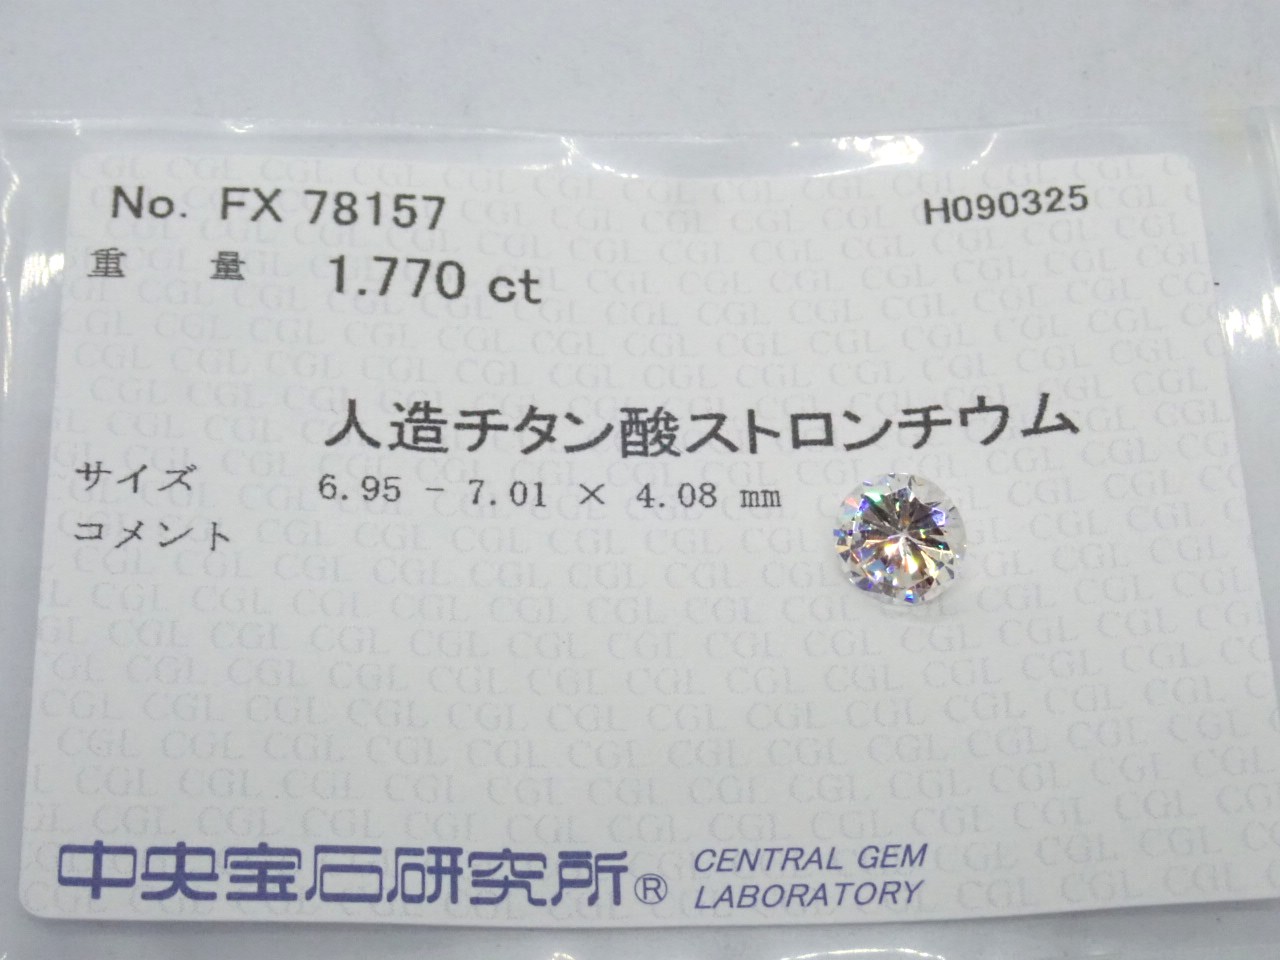 No. FX 78157 H090325
重量 1.770 ct
人造チタン酸ストロンチウム
サイズ 6.95 - 7.01 × 4.08 mm
コメント
中央宝石研究所® CENTRAL GEM
LABORATORY